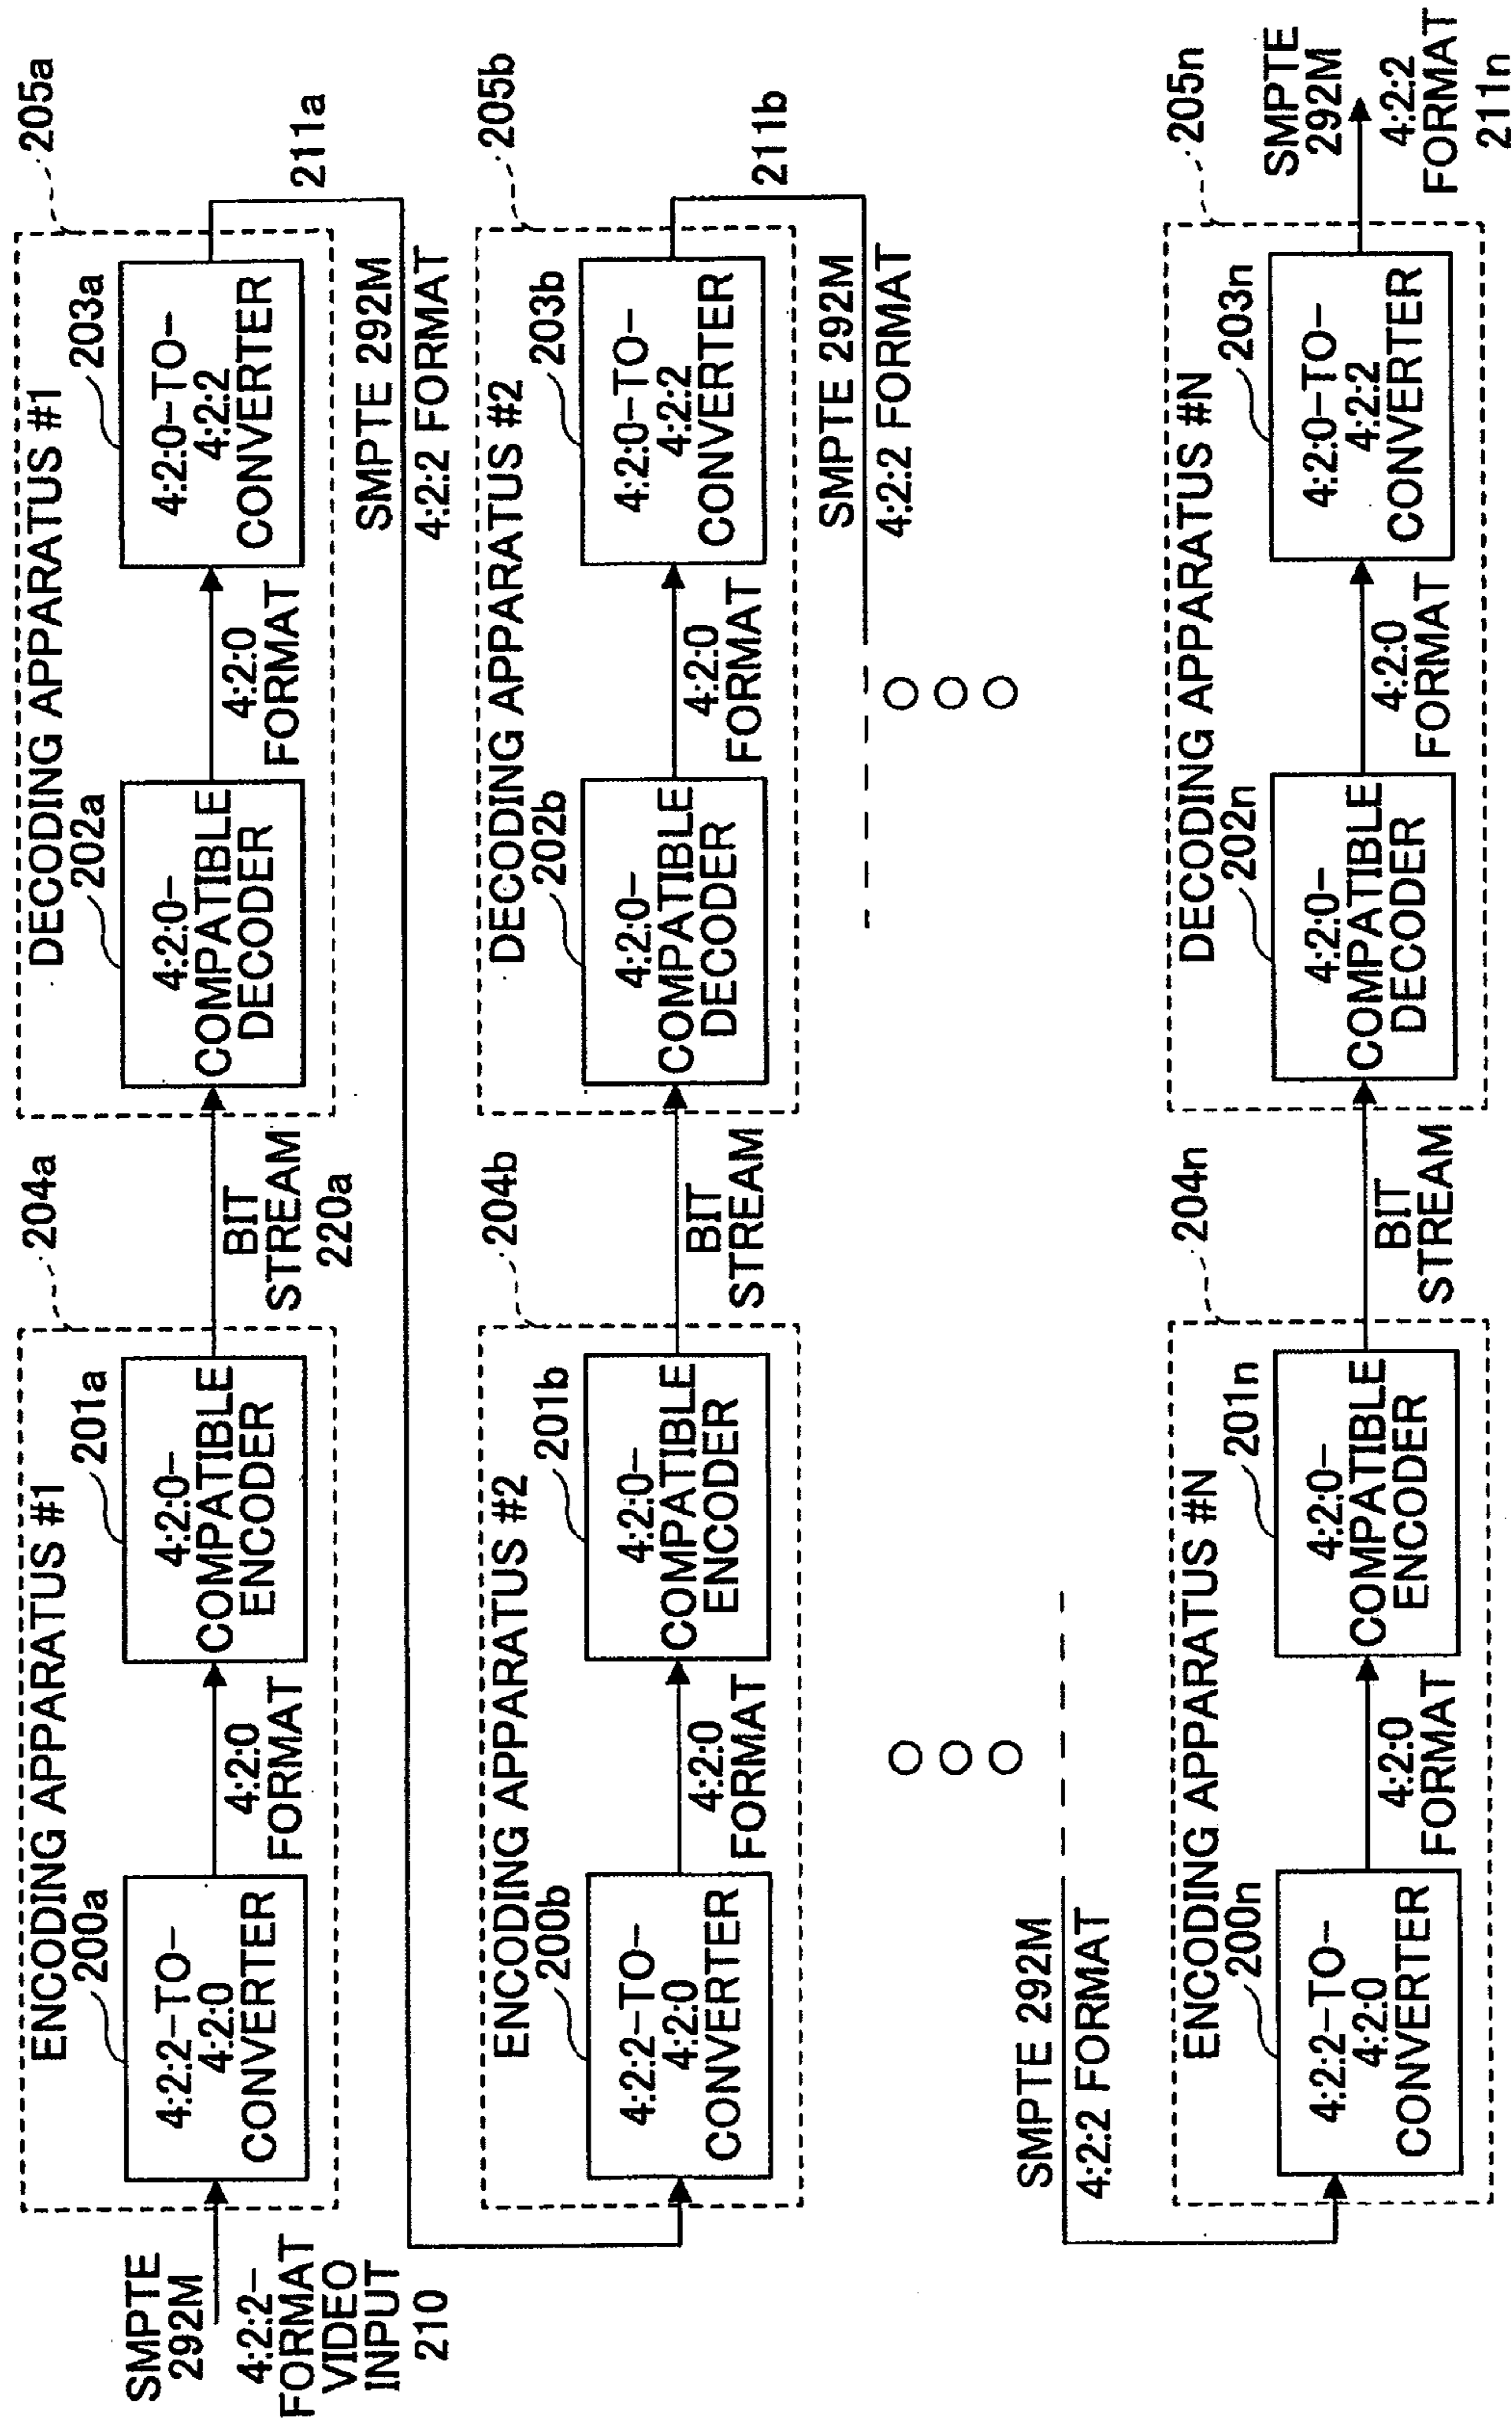 SMPTE
292M
4:2:2-
FORMAT
VIDEO
INPUT
210
ENCODING APPARATUS #1
204a
200a
4:2:2-TO-
4:2:0
CONVERTER
4:2:0
FORMAT
201a
4:2:0-
COMPATIBLE
ENCODER
BIT
STREAM
220a
DECODING APPARATUS #1
205a
202a
4:2:0-
COMPATIBLE
DECODER
4:2:0
FORMAT
203a
4:2:0-TO-
4:2:2
CONVERTER
211a
SMPTE 292M
4:2:2 FORMAT
ENCODING APPARATUS #2
204b
200b
4:2:2-TO-
4:2:0
CONVERTER
4:2:0
FORMAT
201b
4:2:0-
COMPATIBLE
ENCODER
BIT
STREAM
DECODING APPARATUS #2
205b
202b
4:2:0-
COMPATIBLE
DECODER
4:2:0
FORMAT
203b
4:2:0-TO-
4:2:2
CONVERTER
211b
SMPTE 292M
4:2:2 FORMAT
SMPTE 292M
4:2:2 FORMAT
ENCODING APPARATUS #N
204n
200n
4:2:2-TO-
4:2:0
CONVERTER
4:2:0
FORMAT
201n
4:2:0-
COMPATIBLE
ENCODER
BIT
STREAM
DECODING APPARATUS #N
205n
202n
4:2:0-
COMPATIBLE
DECODER
4:2:0
FORMAT
203n
4:2:0-TO-
4:2:2
CONVERTER
SMPTE
292M
4:2:2
FORMAT
211n